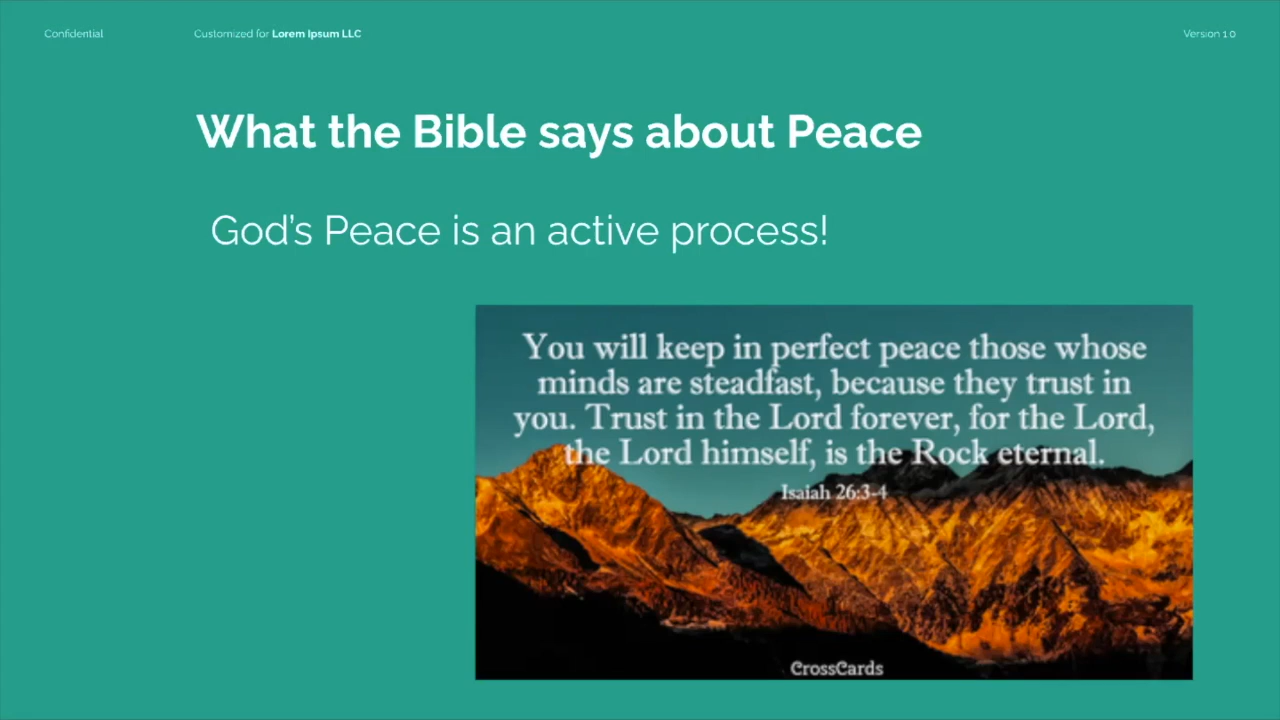 Confidential
Customized for Lorem Ipsum LLC
Version 1.0
What the Bible says about Peace
God's Peace is an active process!
You will keep in perfect peace those whose
minds are steadfast, because they trust in
you. Trust in the Lord forever, for the Lord,
the Lord himself, is the Rock eternal.
Isaiah 26:3-4
CrossCards